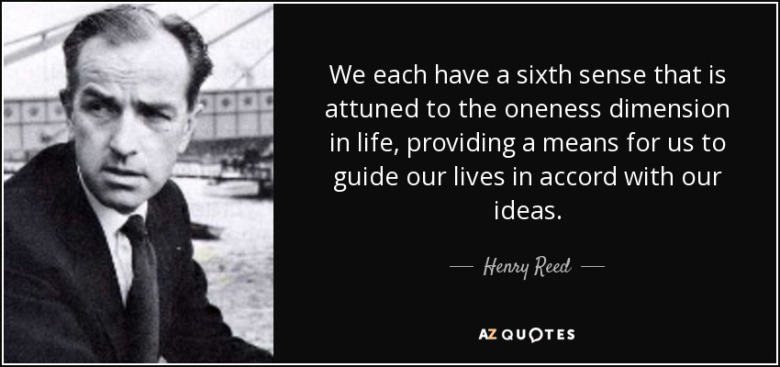 We each have a sixth sense that is
attuned to the oneness dimension
in life, providing a means for us to
guide our lives in accord with our
ideas.
Henry Reed
AZ QUOTES